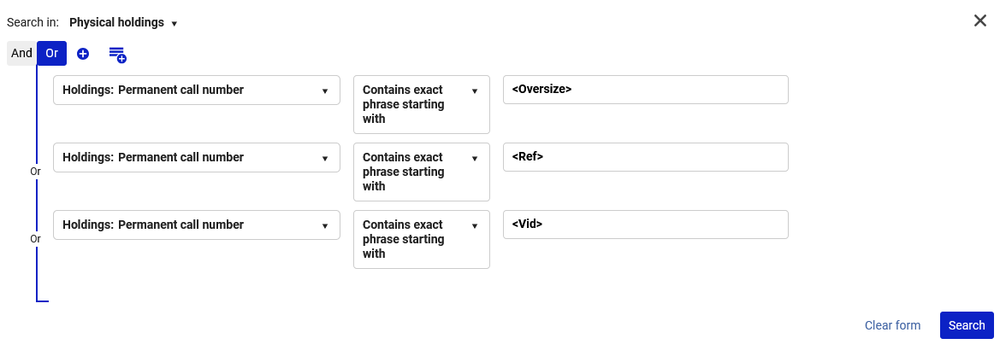 Search in: Physical holdings
And Or
Holdings: Permanent call number
Contains exact
phrase starting
with
<Oversize>
Or
Holdings: Permanent call number
Contains exact
phrase starting
with
<Ref>
Or
Holdings: Permanent call number
Contains exact
phrase starting
with
<Vid>
Clear form
Search